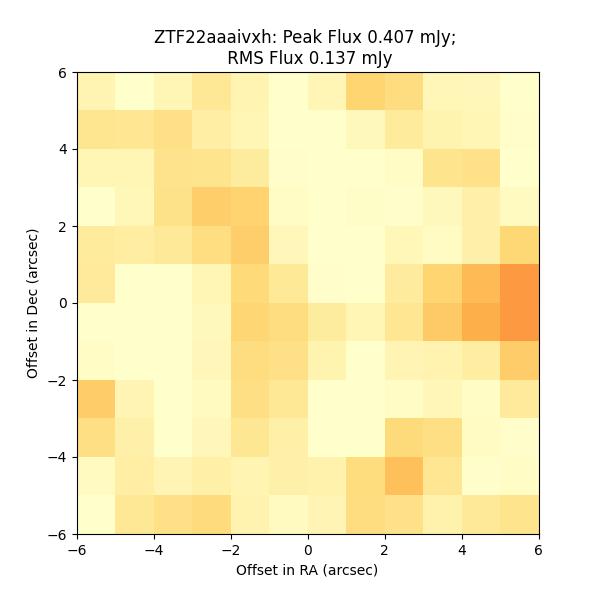 ZTF22aaaivxh: Peak Flux 0.407 mJy;
RMS Flux 0.137 mJy
6
4
2
0
−2
−4
−6
Offset in Dec (arcsec)
−6 −4 −2 0 2 4 6
Offset in RA (arcsec)